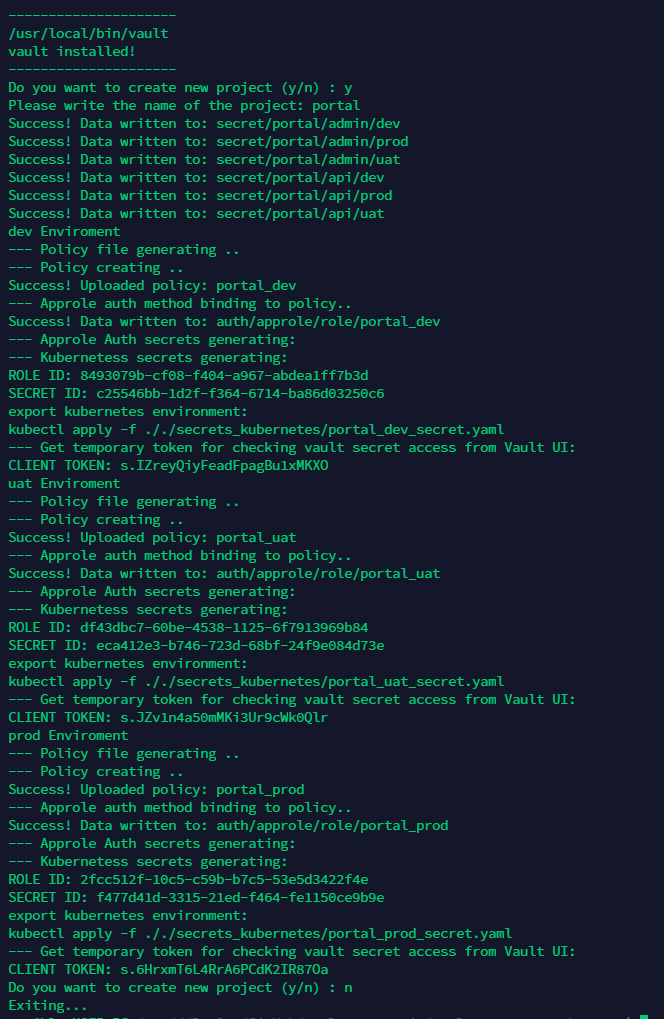 ---------------------
/usr/local/bin/vault
vault installed!
---------------------
Do you want to create new project (y/n) : y
Please write the name of the project: portal
Success! Data written to: secret/portal/admin/dev
Success! Data written to: secret/portal/admin/prod
Success! Data written to: secret/portal/admin/uat
Success! Data written to: secret/portal/api/dev
Success! Data written to: secret/portal/api/prod
Success! Data written to: secret/portal/api/uat
dev Enviroment
--- Policy file generating ..
--- Policy creating ..
Success! Uploaded policy: portal_dev
--- Approle auth method binding to policy..
Success! Data written to: auth/approle/role/portal_dev
--- Approle Auth secrets generating:
--- Kubernetess secrets generating:
ROLE ID: 8493079b-cf08-f404-a967-abdea1ff7b3d
SECRET ID: c25546bb-1d2f-f364-6714-ba86d03250c6
export kubernetes environment:
kubectl apply -f ././secrets_kubernetes/portal_dev_secret.yaml
--- Get temporary token for checking vault secret access from Vault UI:
CLIENT TOKEN: s.IZreyQiyFeadFpagBu1xMKXO
uat Enviroment
--- Policy file generating ..
--- Policy creating ..
Success! Uploaded policy: portal_uat
--- Approle auth method binding to policy..
Success! Data written to: auth/approle/role/portal_uat
--- Approle Auth secrets generating:
--- Kubernetess secrets generating:
ROLE ID: df43dbc7-60be-4538-1125-6f7913969b84
SECRET ID: eca412e3-b746-723d-68bf-24f9e084d73e
export kubernetes environment:
kubectl apply -f ././secrets_kubernetes/portal_uat_secret.yaml
--- Get temporary token for checking vault secret access from Vault UI:
CLIENT TOKEN: s.JZv1n4a50mMKi3Ur9cWk0Qlr
prod Enviroment
--- Policy file generating ..
--- Policy creating ..
Success! Uploaded policy: portal_prod
--- Approle auth method binding to policy..
Success! Data written to: auth/approle/role/portal_prod
--- Approle Auth secrets generating:
--- Kubernetess secrets generating:
ROLE ID: 2fcc512f-10c5-c59b-b7c5-53e5d3422f4e
SECRET ID: f477d41d-3315-21ed-f464-fe1150ce9b9e
export kubernetes environment:
kubectl apply -f ././secrets_kubernetes/portal_prod_secret.yaml
--- Get temporary token for checking vault secret access from Vault UI:
CLIENT TOKEN: s.6HrxmT6L4RrA6PCdK2IR87Oa
Do you want to create new project (y/n) : n
Exiting...